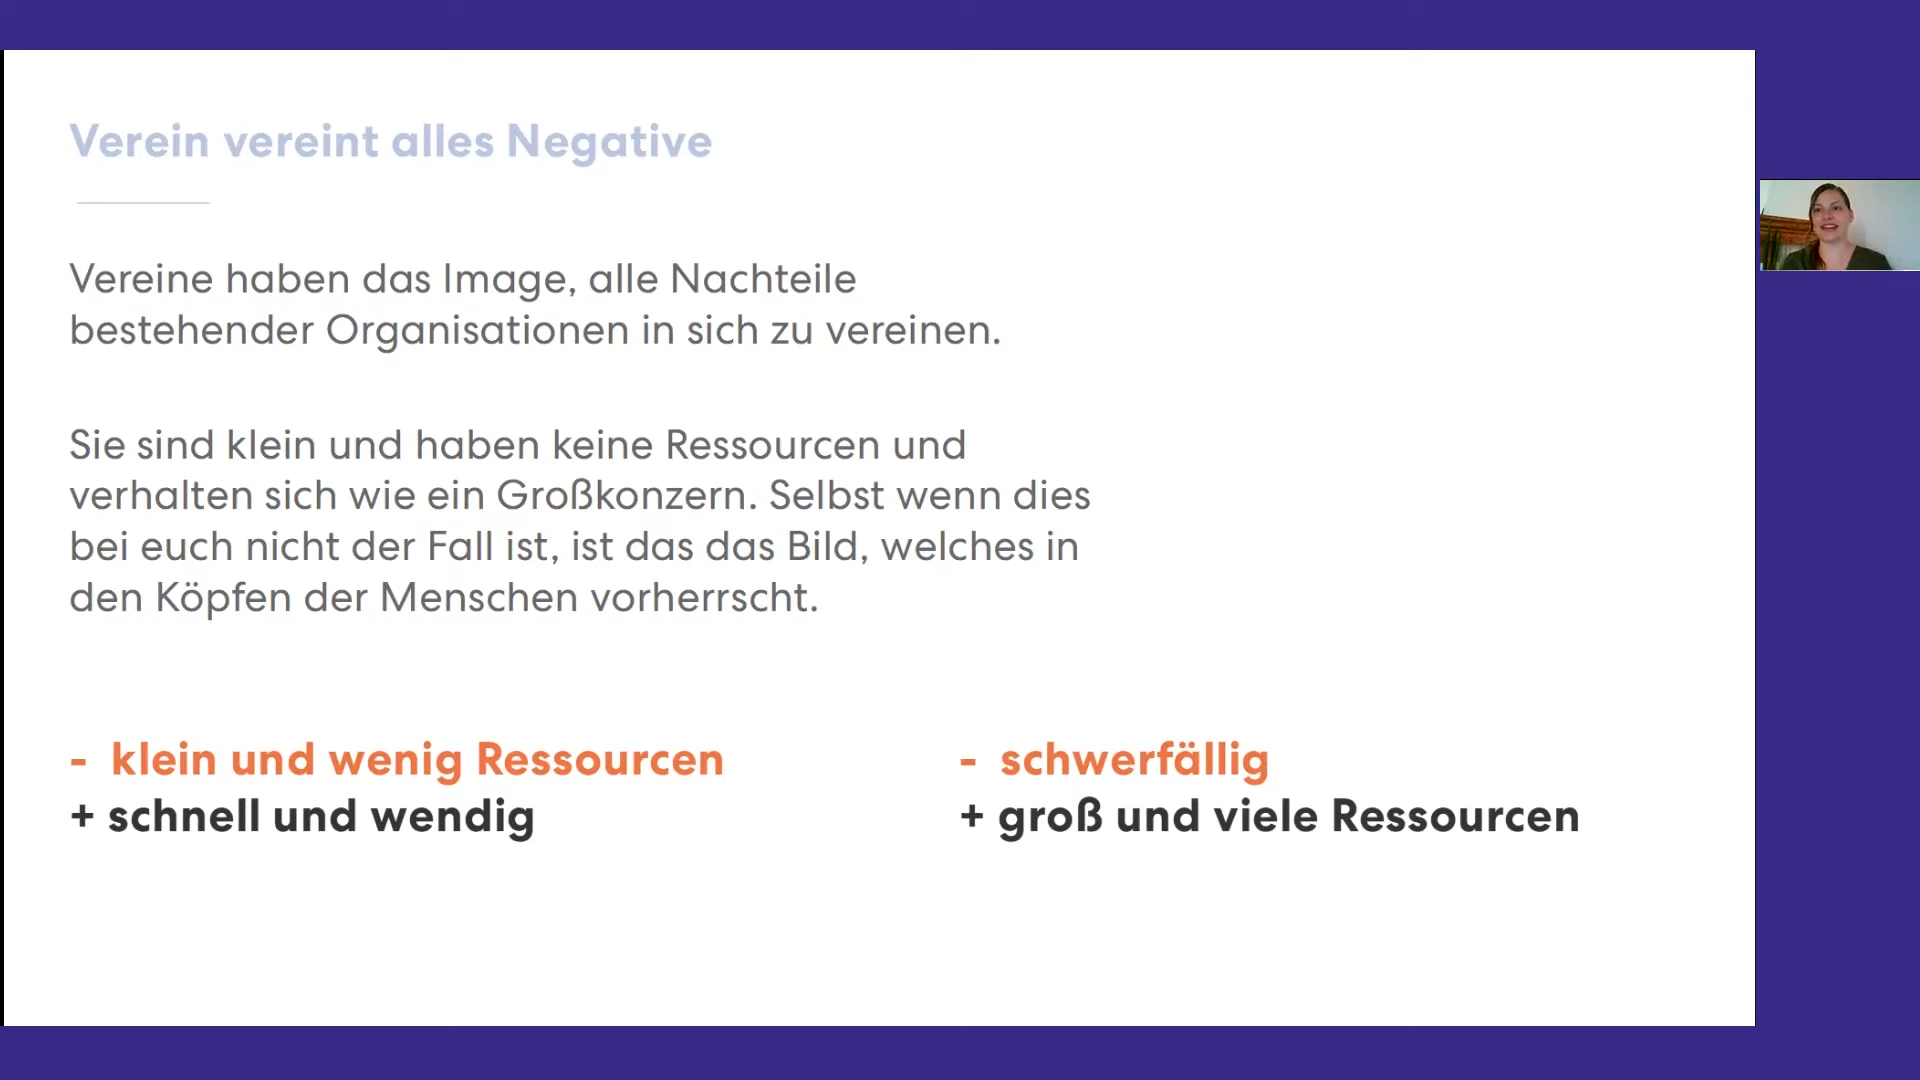 Verein vereint alles Negative
Vereine haben das Image, alle Nachteile
bestehender Organisationen in sich zu vereinen.
Sie sind klein und haben keine Ressourcen und
verhalten sich wie ein Großkonzern. Selbst wenn dies
bei euch nicht der Fall ist, ist das das Bild, welches in
den Köpfen der Menschen vorherrscht.
- klein und wenig Ressourcen
+ schnell und wendig
- schwerfällig
+ groß und viele Ressourcen